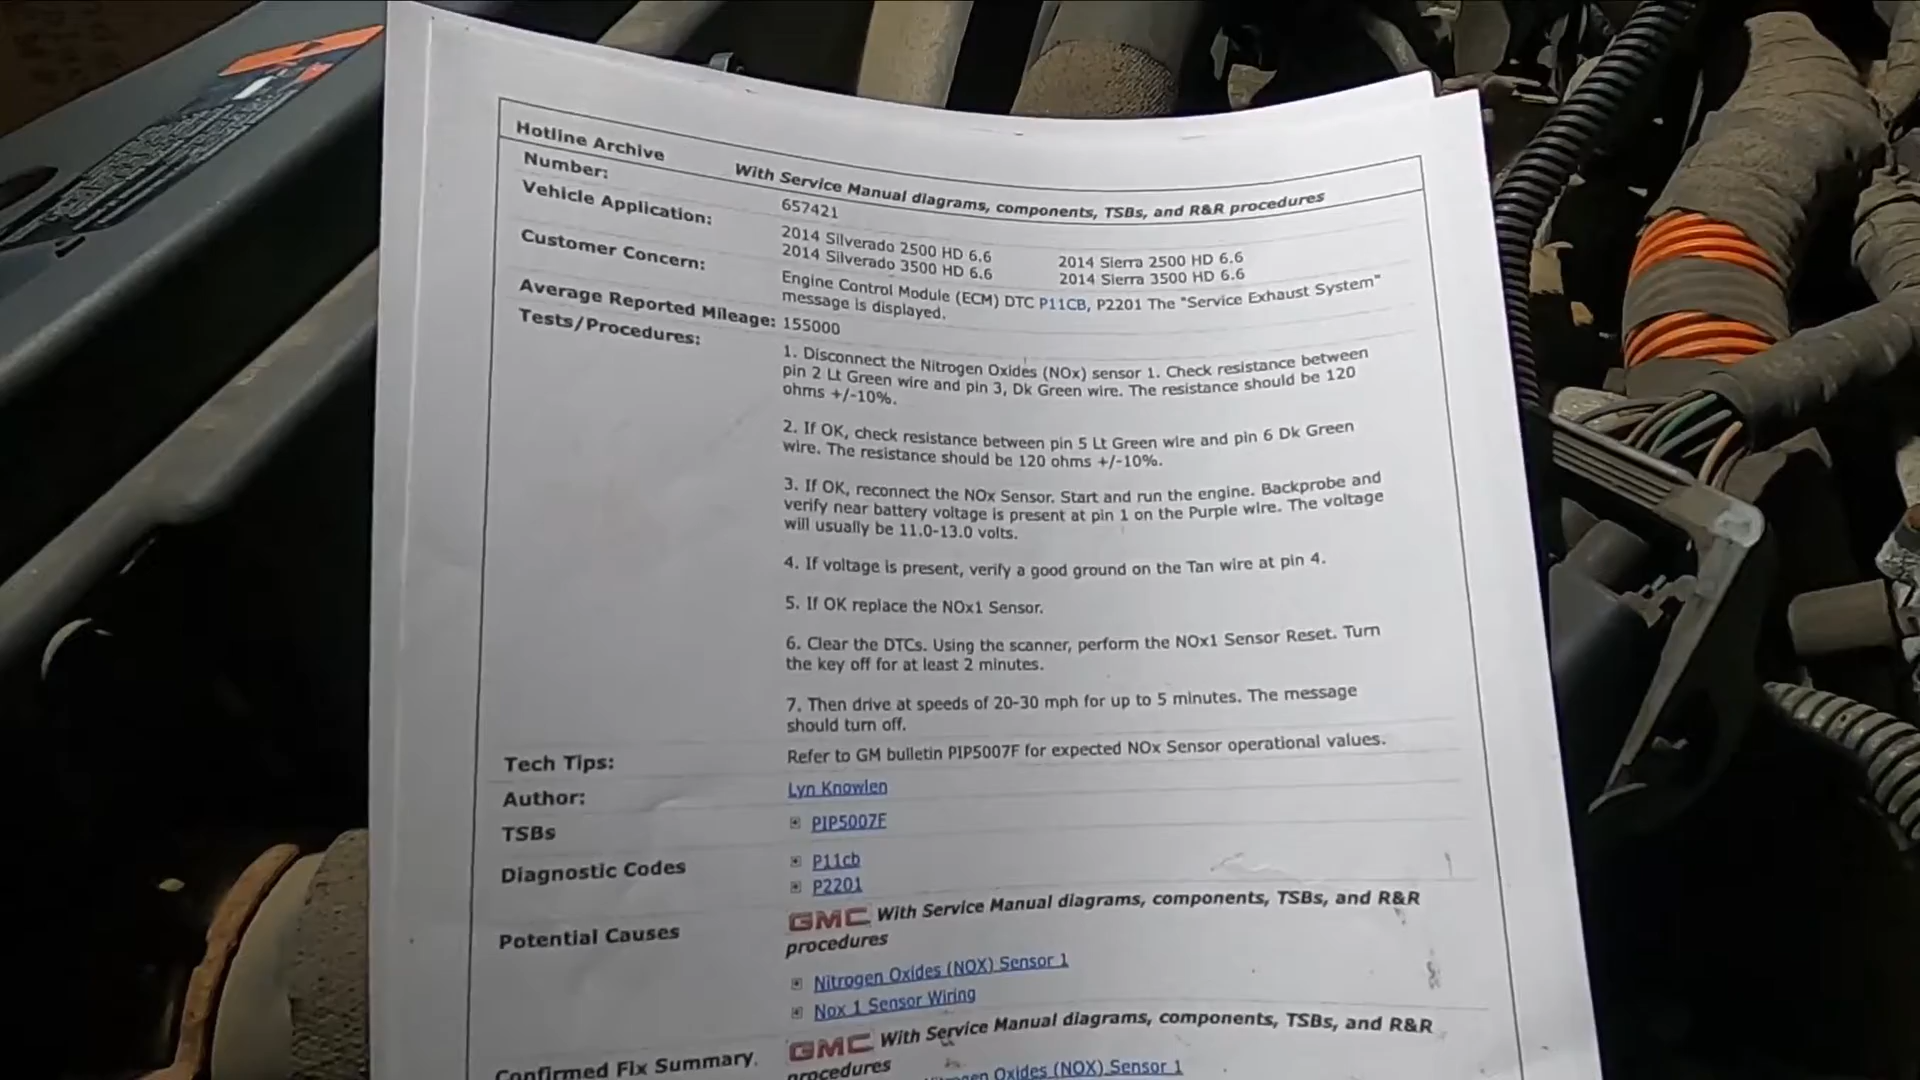 Hotline Archive With Service Manual diagrams, components, TSBs, and R&R procedures
Number: 657421
Vehicle Application: 2014 Silverado 2500 HD 6.6 2014 Sierra 2500 HD 6.6
2014 Silverado 3500 HD 6.6 2014 Sierra 3500 HD 6.6
Customer Concern: Engine Control Module (ECM) DTC P11CB, P2201 The "Service Exhaust System"
message is displayed.
Average Reported Mileage: 155000
Tests/Procedures:
1. Disconnect the Nitrogen Oxides (NOx) sensor 1. Check resistance between
pin 2 Lt Green wire and pin 3, Dk Green wire. The resistance should be 120
ohms +/-10%.
2. If OK, check resistance between pin 5 Lt Green wire and pin 6 Dk Green
wire. The resistance should be 120 ohms +/-10%.
3. If OK, reconnect the NOx Sensor. Start and run the engine. Backprobe and
verify near battery voltage is present at pin 1 on the Purple wire. The voltage
will usually be 11.0-13.0 volts.
4. If voltage is present, verify a good ground on the Tan wire at pin 4.
5. If OK replace the NOx1 Sensor.
6. Clear the DTCs. Using the scanner, perform the NOx1 Sensor Reset. Turn
the key off for at least 2 minutes.
7. Then drive at speeds of 20-30 mph for up to 5 minutes. The message
should turn off.
Tech Tips: Refer to GM bulletin PIP5007F for expected NOx Sensor operational values.
Author: Lyn Knowlen
TSBs PIP5007F
Diagnostic Codes P11cb
P2201
Potential Causes GMC With Service Manual diagrams, components, TSBs, and R&R
procedures
Nitrogen Oxides (NOX) Sensor 1
Nox 1 Sensor Wiring
Confirmed Fix Summary GMC With Service Manual diagrams, components, TSBs, and R&R
procedures
Oxides (NOX) Sensor 1